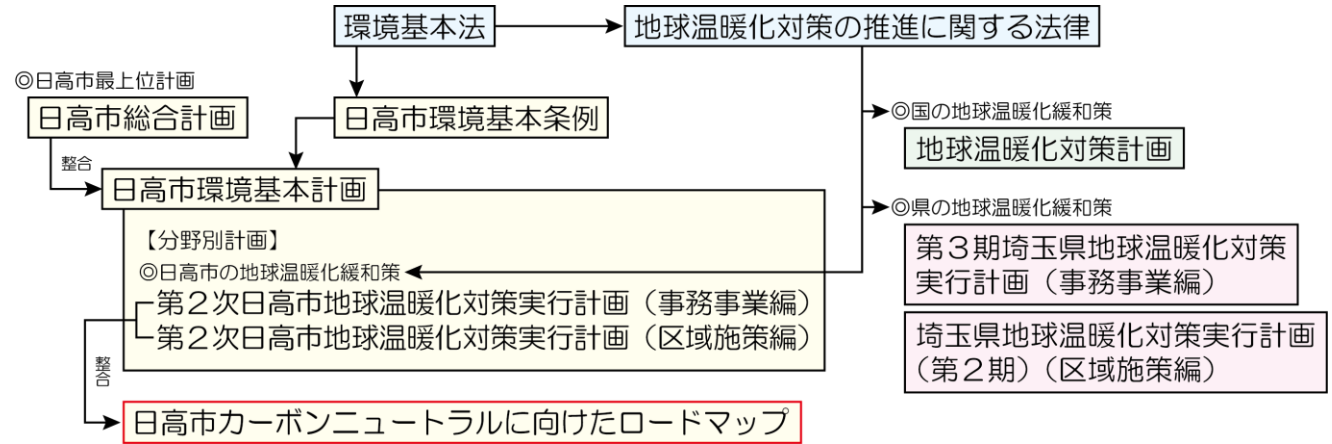 環境基本法
地球温暖化対策の推進に関する法律
◎日高市最上位計画
日高市総合計画
日高市環境基本条例
◎国の地球温暖化緩和策
地球温暖化対策計画
整合
日高市環境基本計画
◎県の地球温暖化緩和策
第3期埼玉県地球温暖化対策
実行計画（事務事業編）
埼玉県地球温暖化対策実行計画
（第2期）（区域施策編）
【分野別計画】
◎日高市の地球温暖化緩和策
第2次日高市地球温暖化対策実行計画（事務事業編）
第2次日高市地球温暖化対策実行計画（区域施策編）
整合
日高市カーボンニュートラルに向けたロードマップ